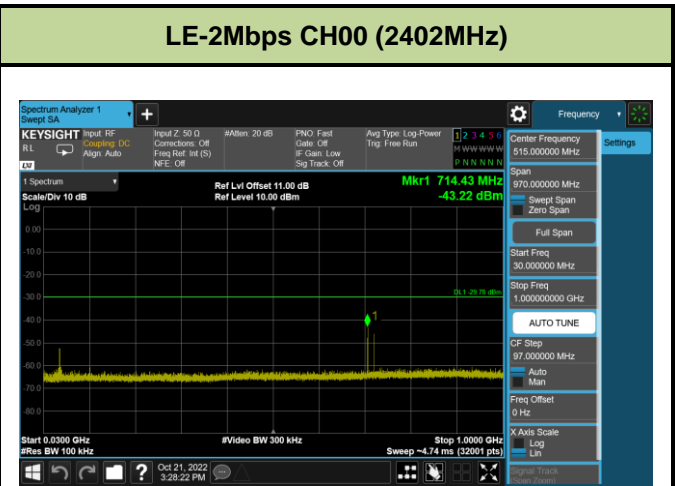 LE-2Mbps CH00 (2402MHz)
Spectrum Analyzer 1
Swept SA
Frequency
KEYSIGHT
R L
LXI
Input: RF
Coupling: DC
Align: Auto
Input Z: 50 Ω
Corrections: Off
Freq Ref: Int (S)
NFE: Off
#Atten: 20 dB
PNO: Fast
Gate: Off
IF Gain: Low
Sig Track: Off
Avg Type: Log-Power
Trig: Free Run
1 2 3 4 5 6
M W W W W W
P N N N N N
Settings
1 Spectrum
Scale/Div 10 dB
Log
Ref Lvl Offset 11.00 dB
Ref Level 10.00 dBm
Mkr1 714.43 MHz
-43.22 dBm
0.00
-10.0
-20.0
-30.0
-40.0
-50.0
-60.0
-70.0
-80.0
DL1 -29.78 dBm
1
Start 0.0300 GHz
#Res BW 100 kHz
#Video BW 300 kHz
Stop 1.0000 GHz
Sweep ~4.74 ms (32001 pts)
Center Frequency
515.000000 MHz
Span
970.000000 MHz
Swept Span
Zero Span
Full Span
Start Freq
30.000000 MHz
Stop Freq
1.000000000 GHz
AUTO TUNE
CF Step
97.000000 MHz
Auto
Man
Freq Offset
0 Hz
X Axis Scale
Log
Lin
Signal Track
(Span Zoom)
?
Oct 21, 2022
3:28:22 PM